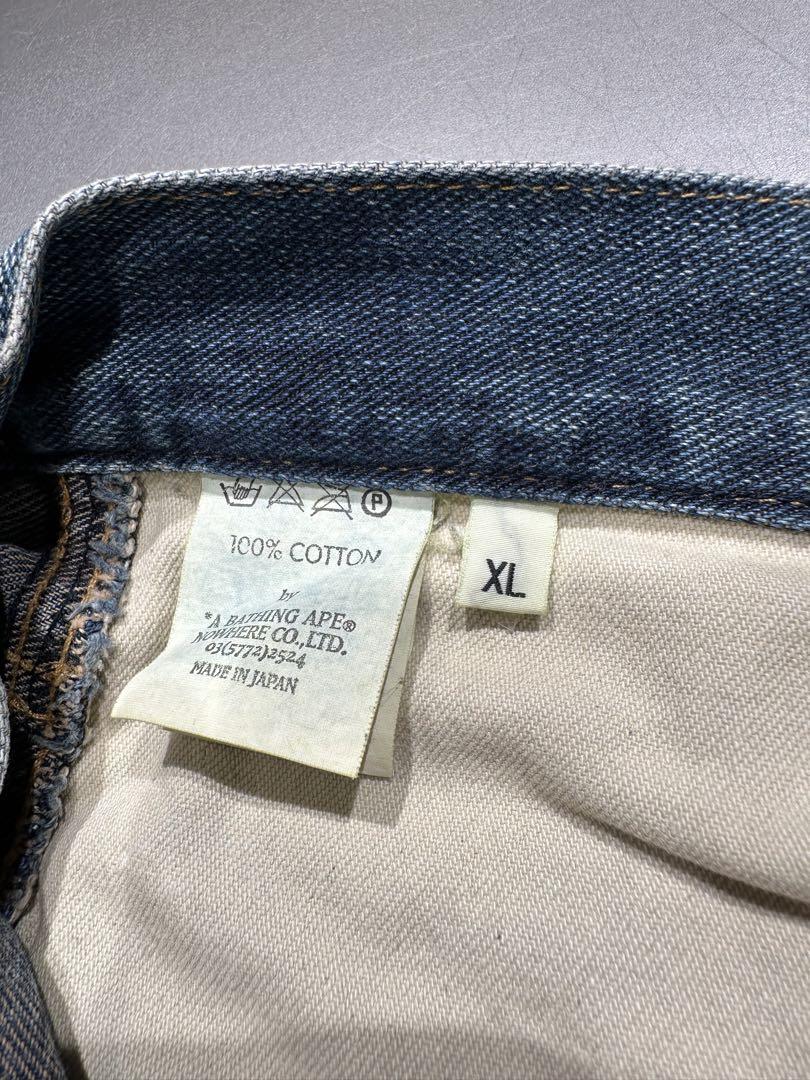 P
100% COTTON
by
*A BATHING APE®
NOWHERE CO.,LTD.
03(5772)2524
MADE IN JAPAN
XL